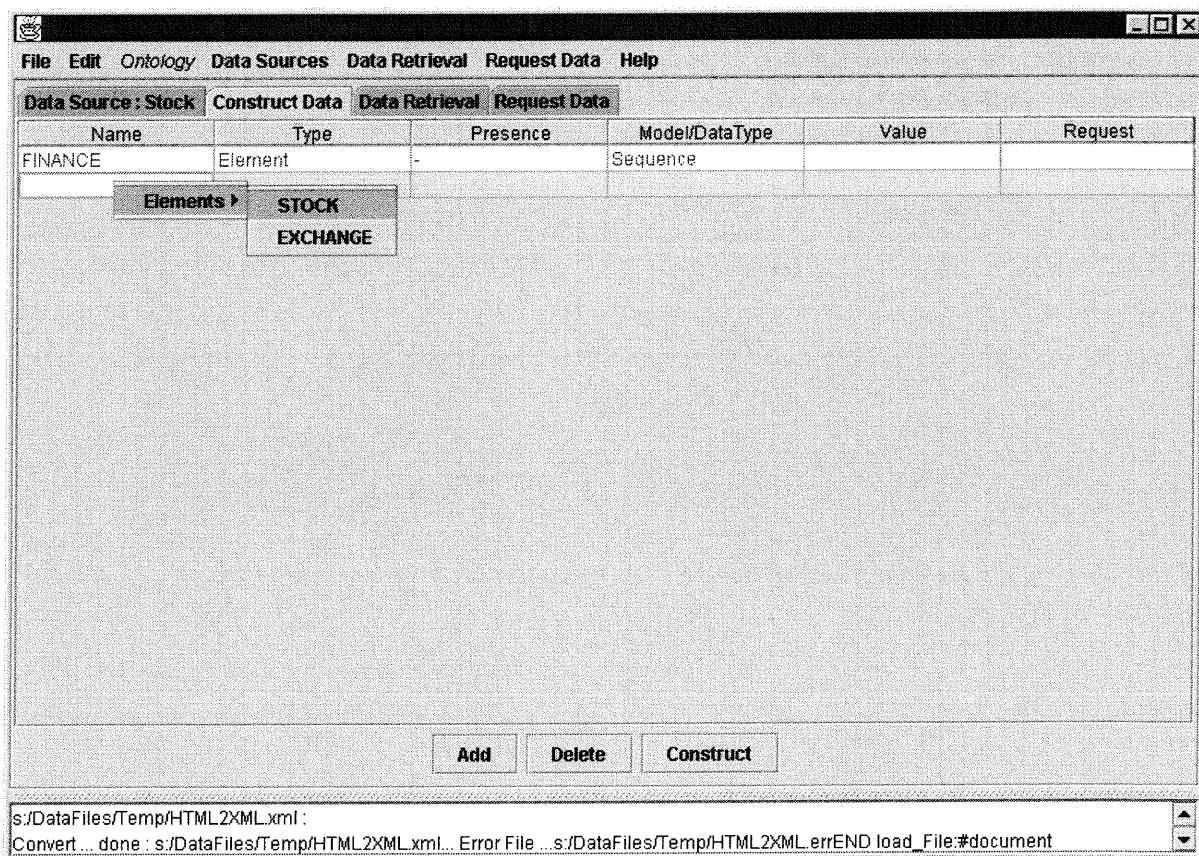 File Edit Ontology Data Sources Data Retrieval Request Data Help
Data Source : Stock Construct Data Data Retrieval Request Data
Name Type Presence Model/DataType Value Request
FINANCE Element - Sequence
Elements STOCK
EXCHANGE
Add Delete Construct
s:/DataFiles/Temp/HTML2XML.xml :
Convert ... done : s:/DataFiles/Temp/HTML2XML.xml... Error File ...s:/DataFiles/Temp/HTML2XML.errEND load_File:#document